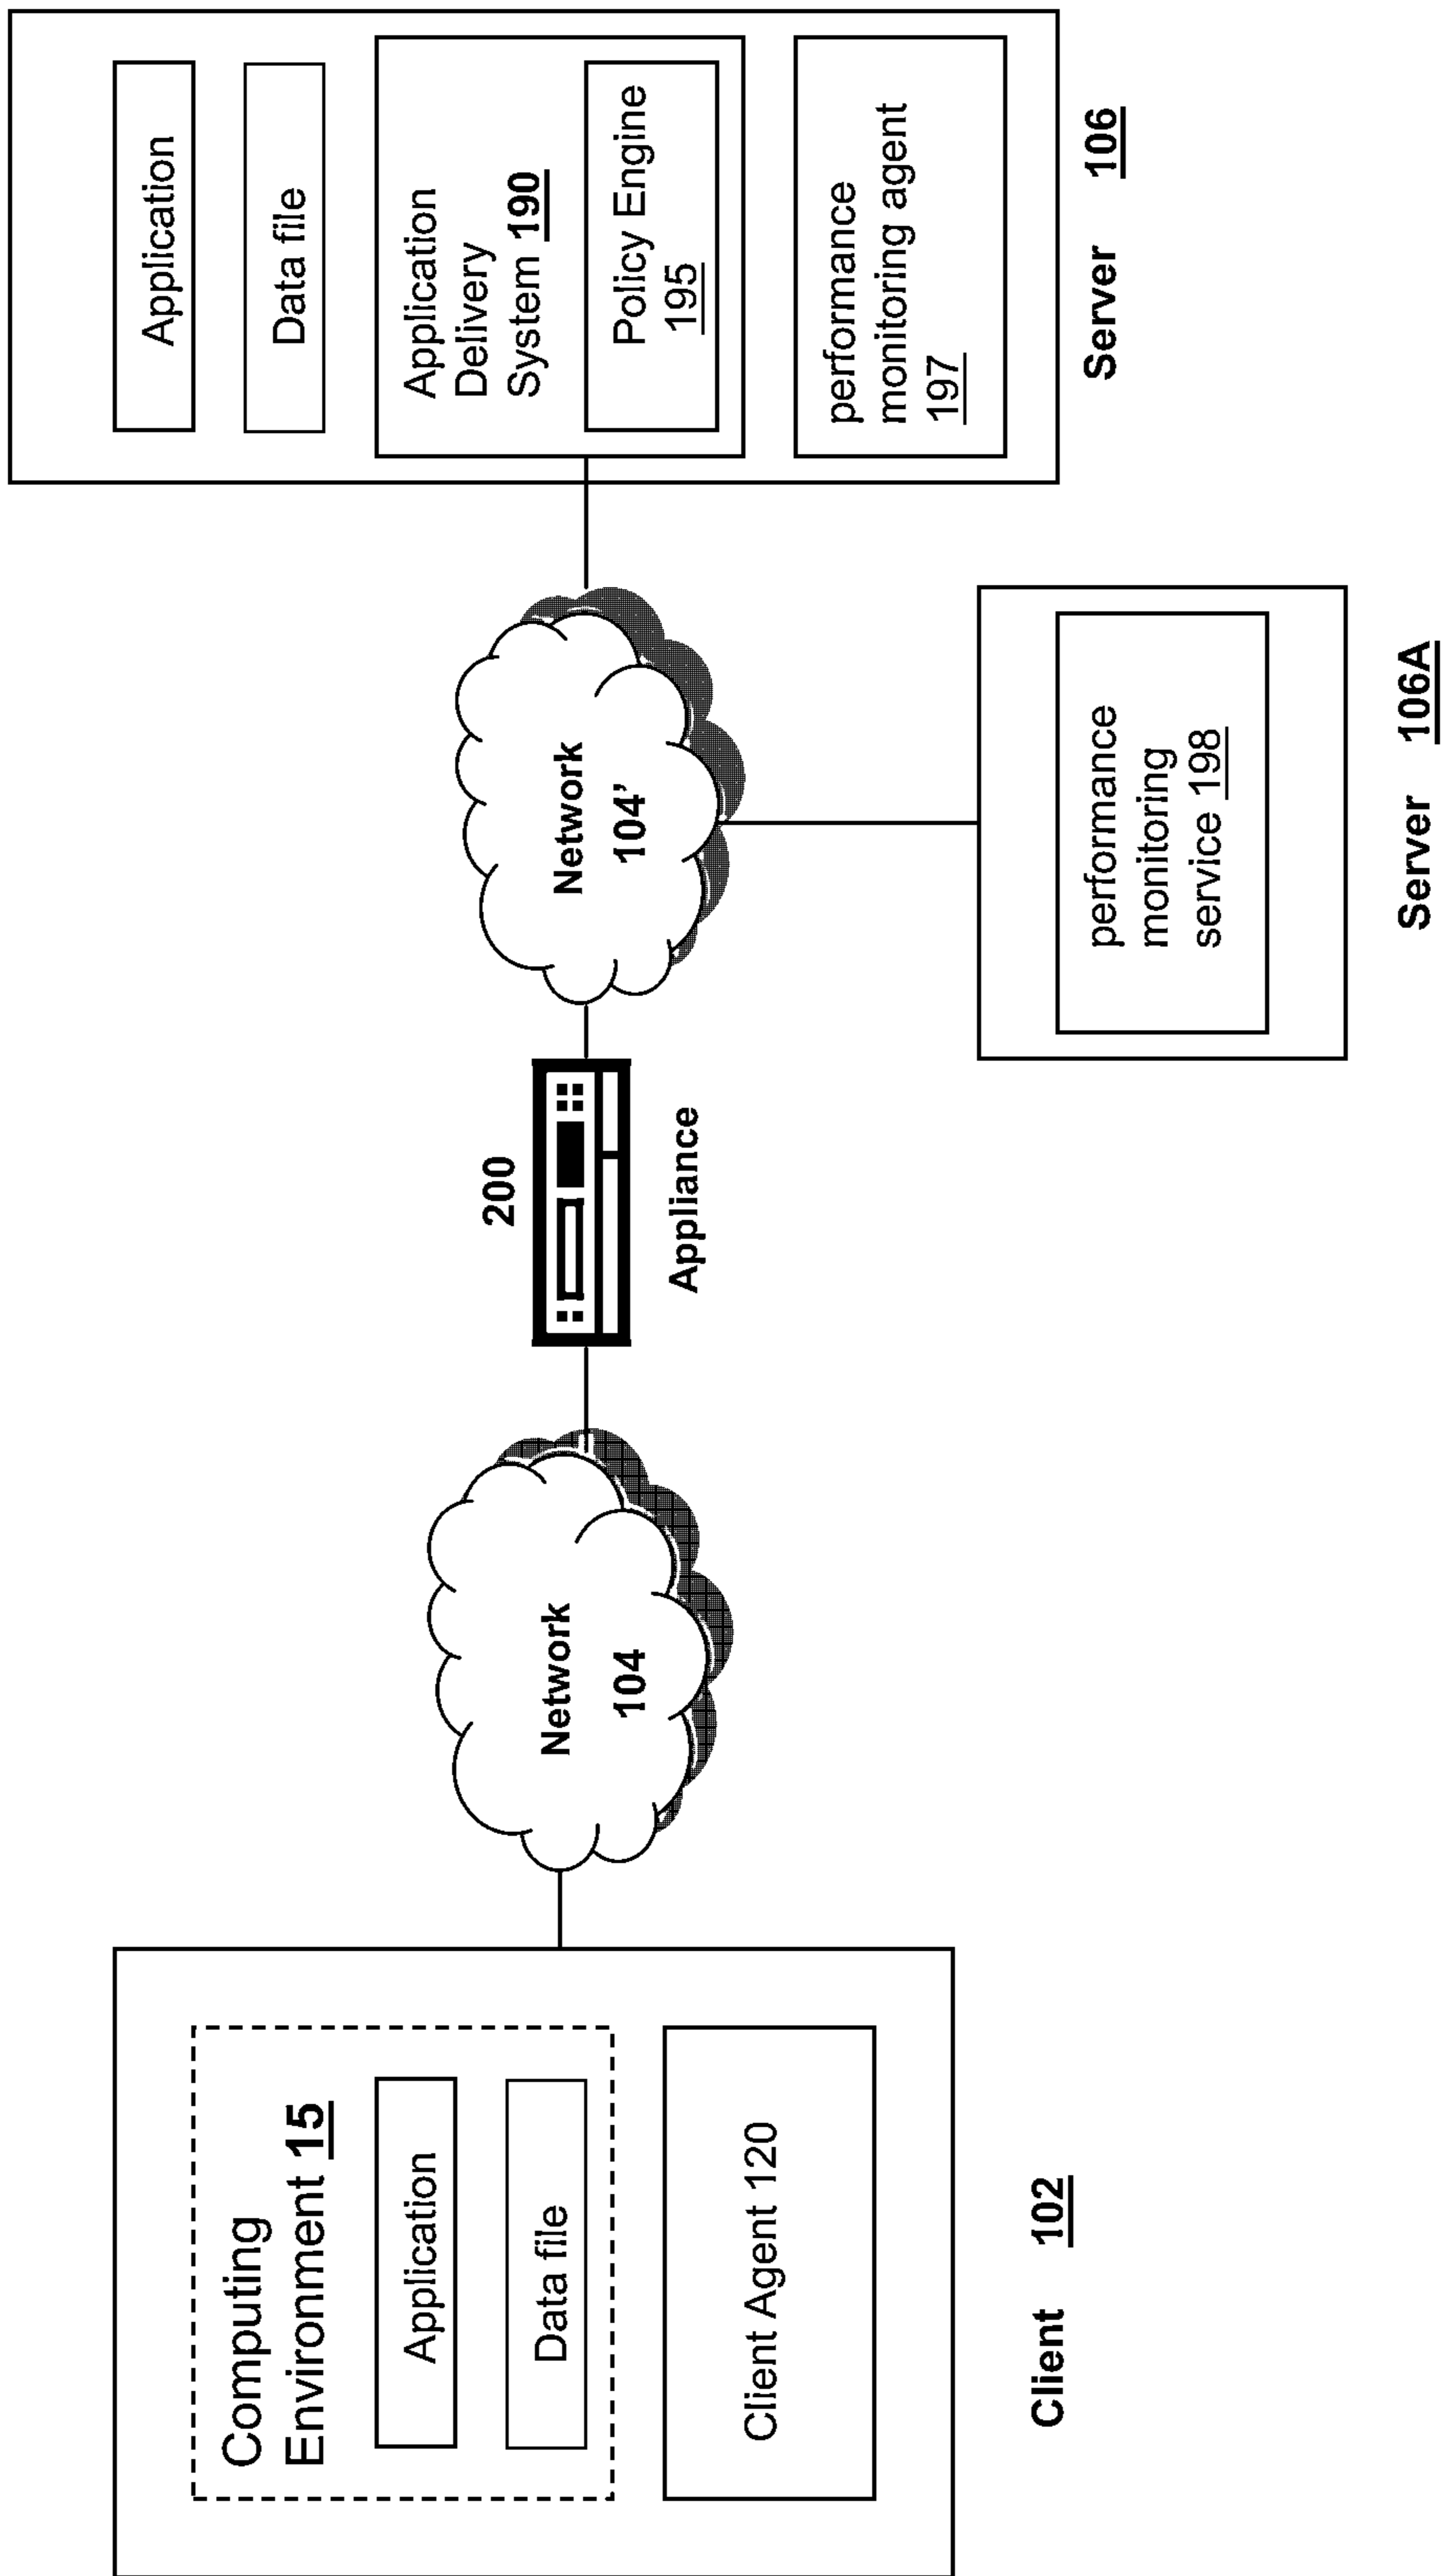 Computing
Environment 15
Application
Data file
Client Agent 120
Client 102
Network
104
200
Appliance
Network
104’
performance
monitoring
service 198
Server 106A
Application
Data file
Application
Delivery
System 190
Policy Engine
195
performance
monitoring agent
197
Server 106